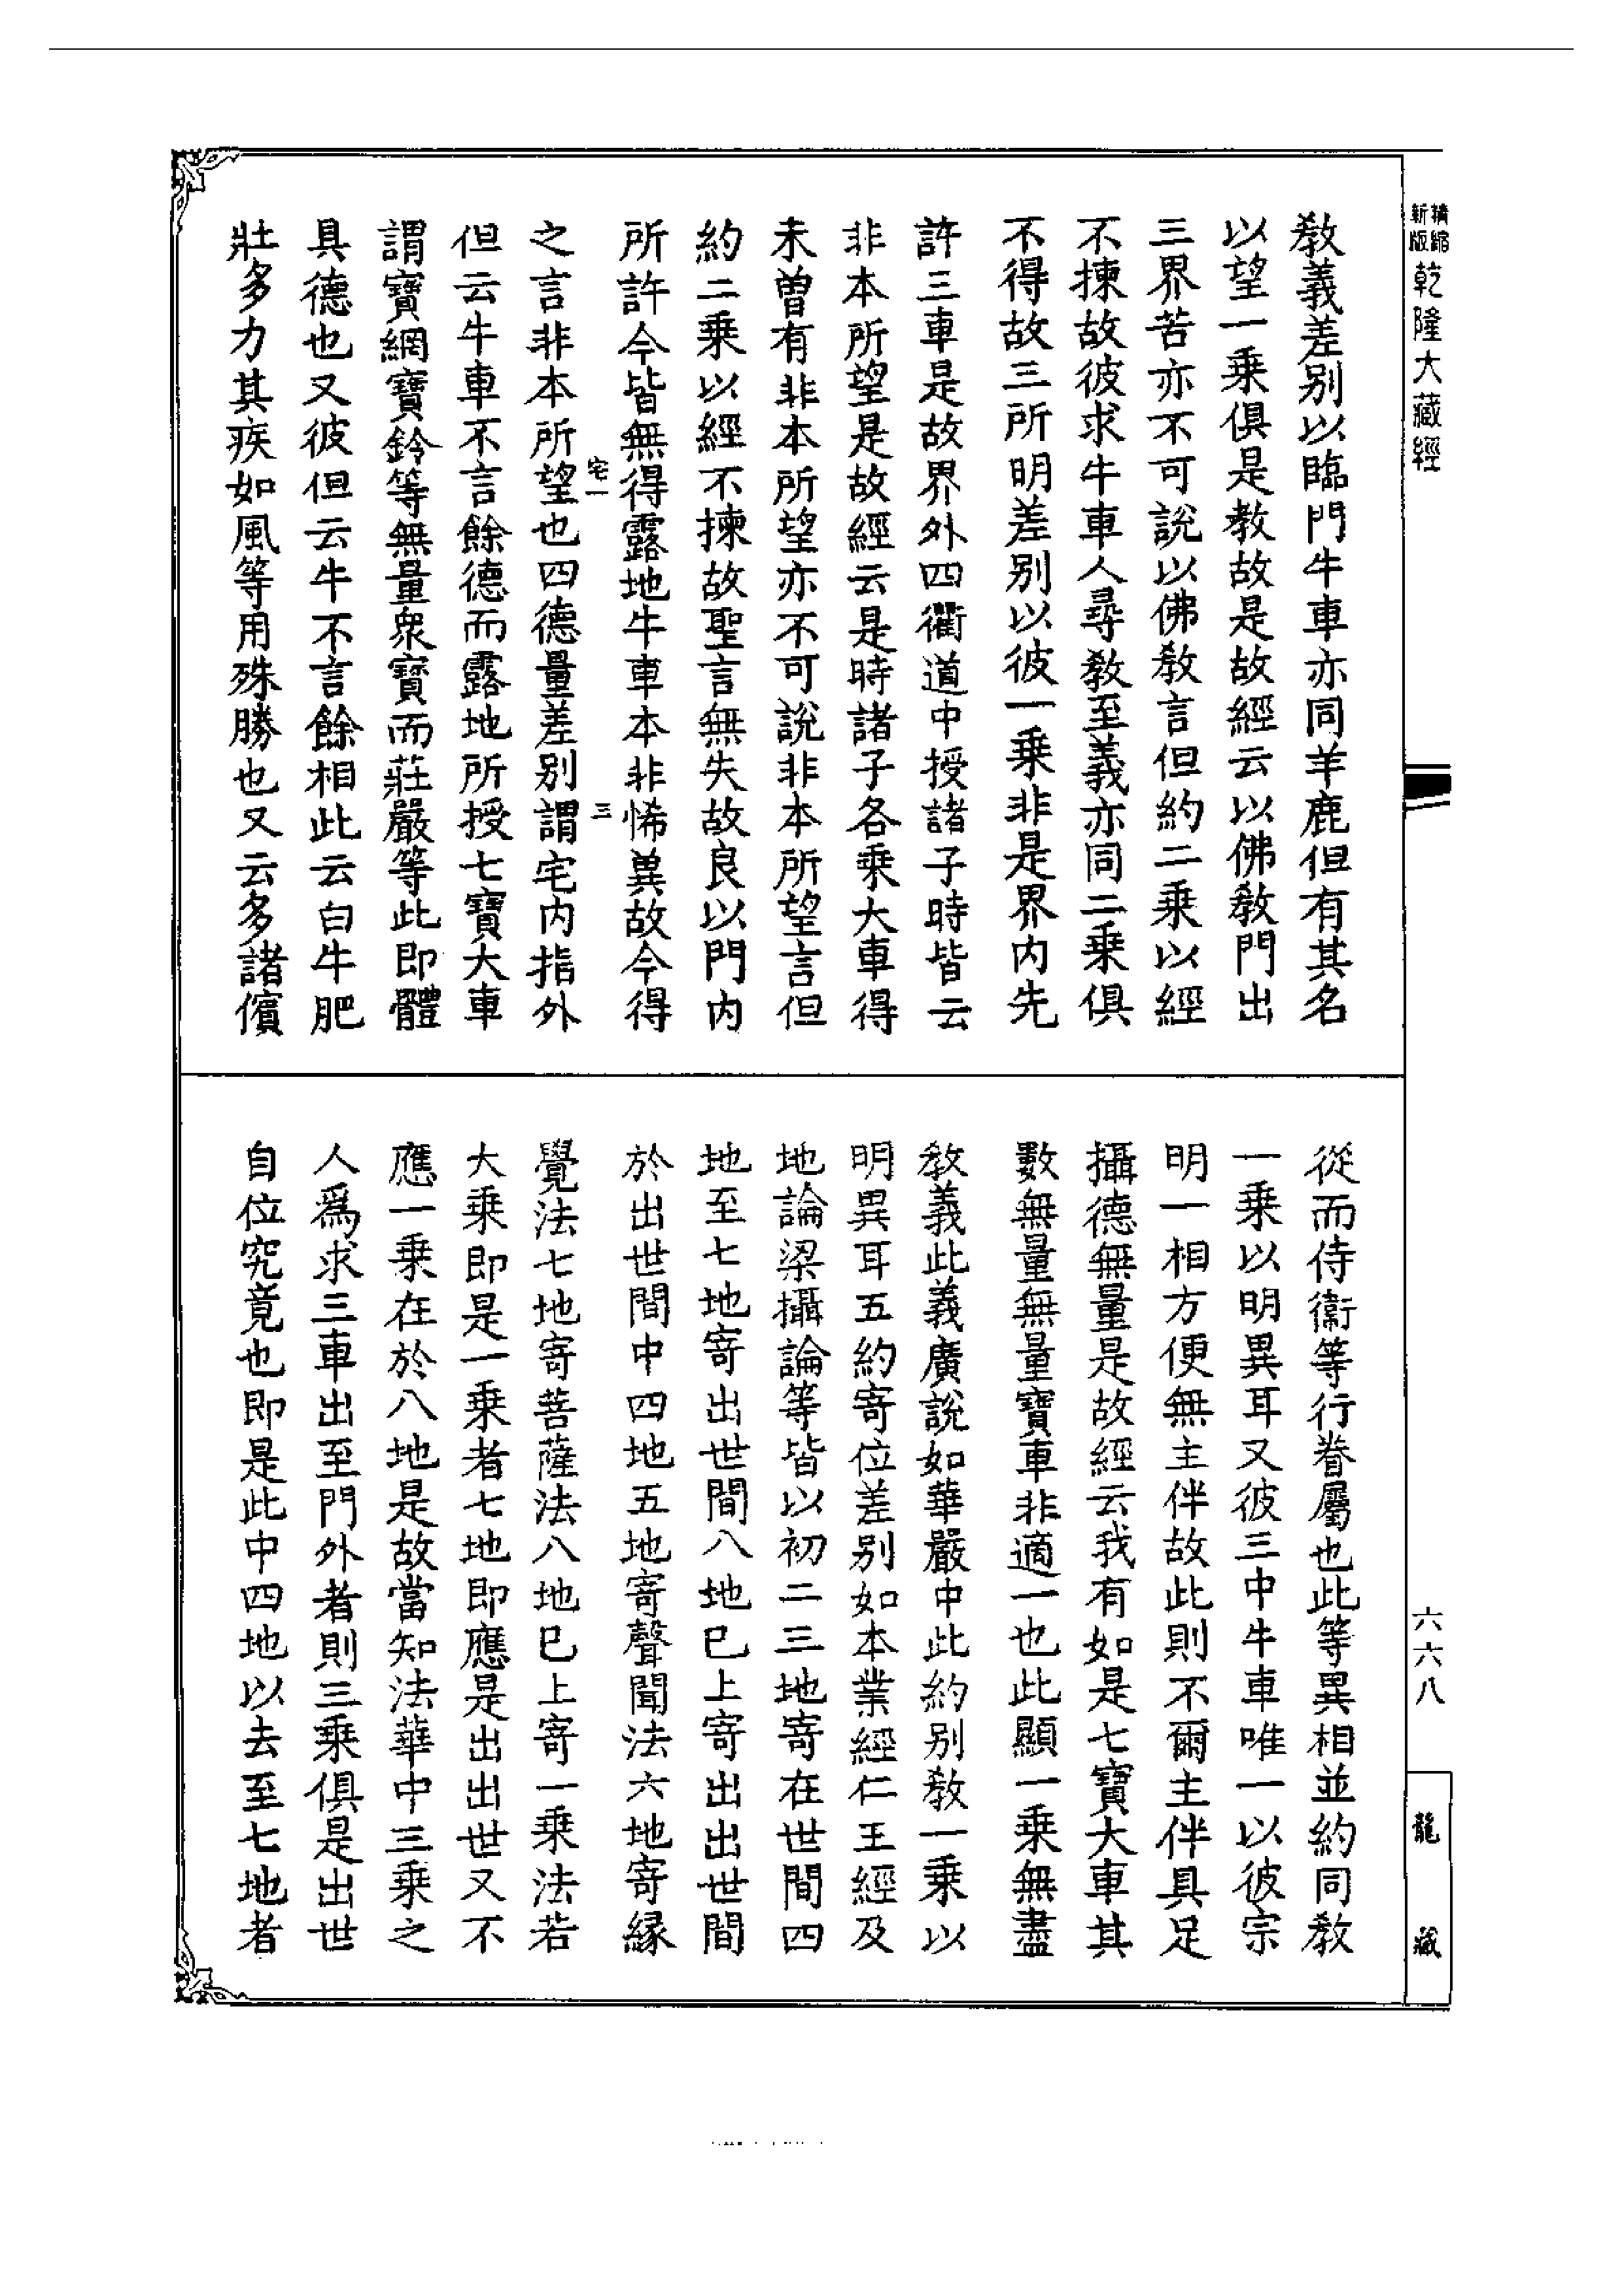 新版精縮乾隆大藏經
教義差別以臨門牛車亦同羊鹿但有其名
以望一乘俱是教故是故經云以佛教門出
三界苦亦不可說以佛教言但約二乘以經
不揀故彼求牛車人尋教至義亦同二乘俱
不得故三所明差別以彼一乘非是界內先
許三車是故界外四衢道中授諸子時皆云
非本所望是故經云是時諸子各乘大車得
未曾有非本所望亦不可說非本所望言但
約二乘以經不揀故聖言無失故良以門內
所許今皆無得露地牛車本非悕異故今得
宅一 三
之言非本所望也四德量差別謂宅內指外
但云牛車不言餘德而露地所授七寶大車
謂寶網寶鈴等無量衆寶而莊嚴等此即體
具德也又彼但云牛不言餘相此云白牛肥
壯多力其疾如風等用殊勝也又云多諸儐
從而侍衞等行眷屬也此等異相並約同教
一乘以明異耳又彼三中牛車唯一以彼宗
明一相方便無主伴故此則不爾主伴具足
攝德無量是故經云我有如是七寶大車其
數無量無量寶車非適一也此顯一乘無盡
教義此義廣說如華嚴中此約別教一乘以
明異耳五約寄位差別如本業經仁王經及
地論梁攝論等皆以初二三地寄在世間四
地至七地寄出世間八地已上寄出出世間
於出世間中四地五地寄聲聞法六地寄緣
覺法七地寄菩薩法八地已上寄一乘法若
大乘即是一乘者七地即應是出出世又不
應一乘在於八地是故當知法華中三乘之
人爲求三車出至門外者則三乘俱是出世
自位究竟也即是此中四地以去至七地者
六六八
龍藏